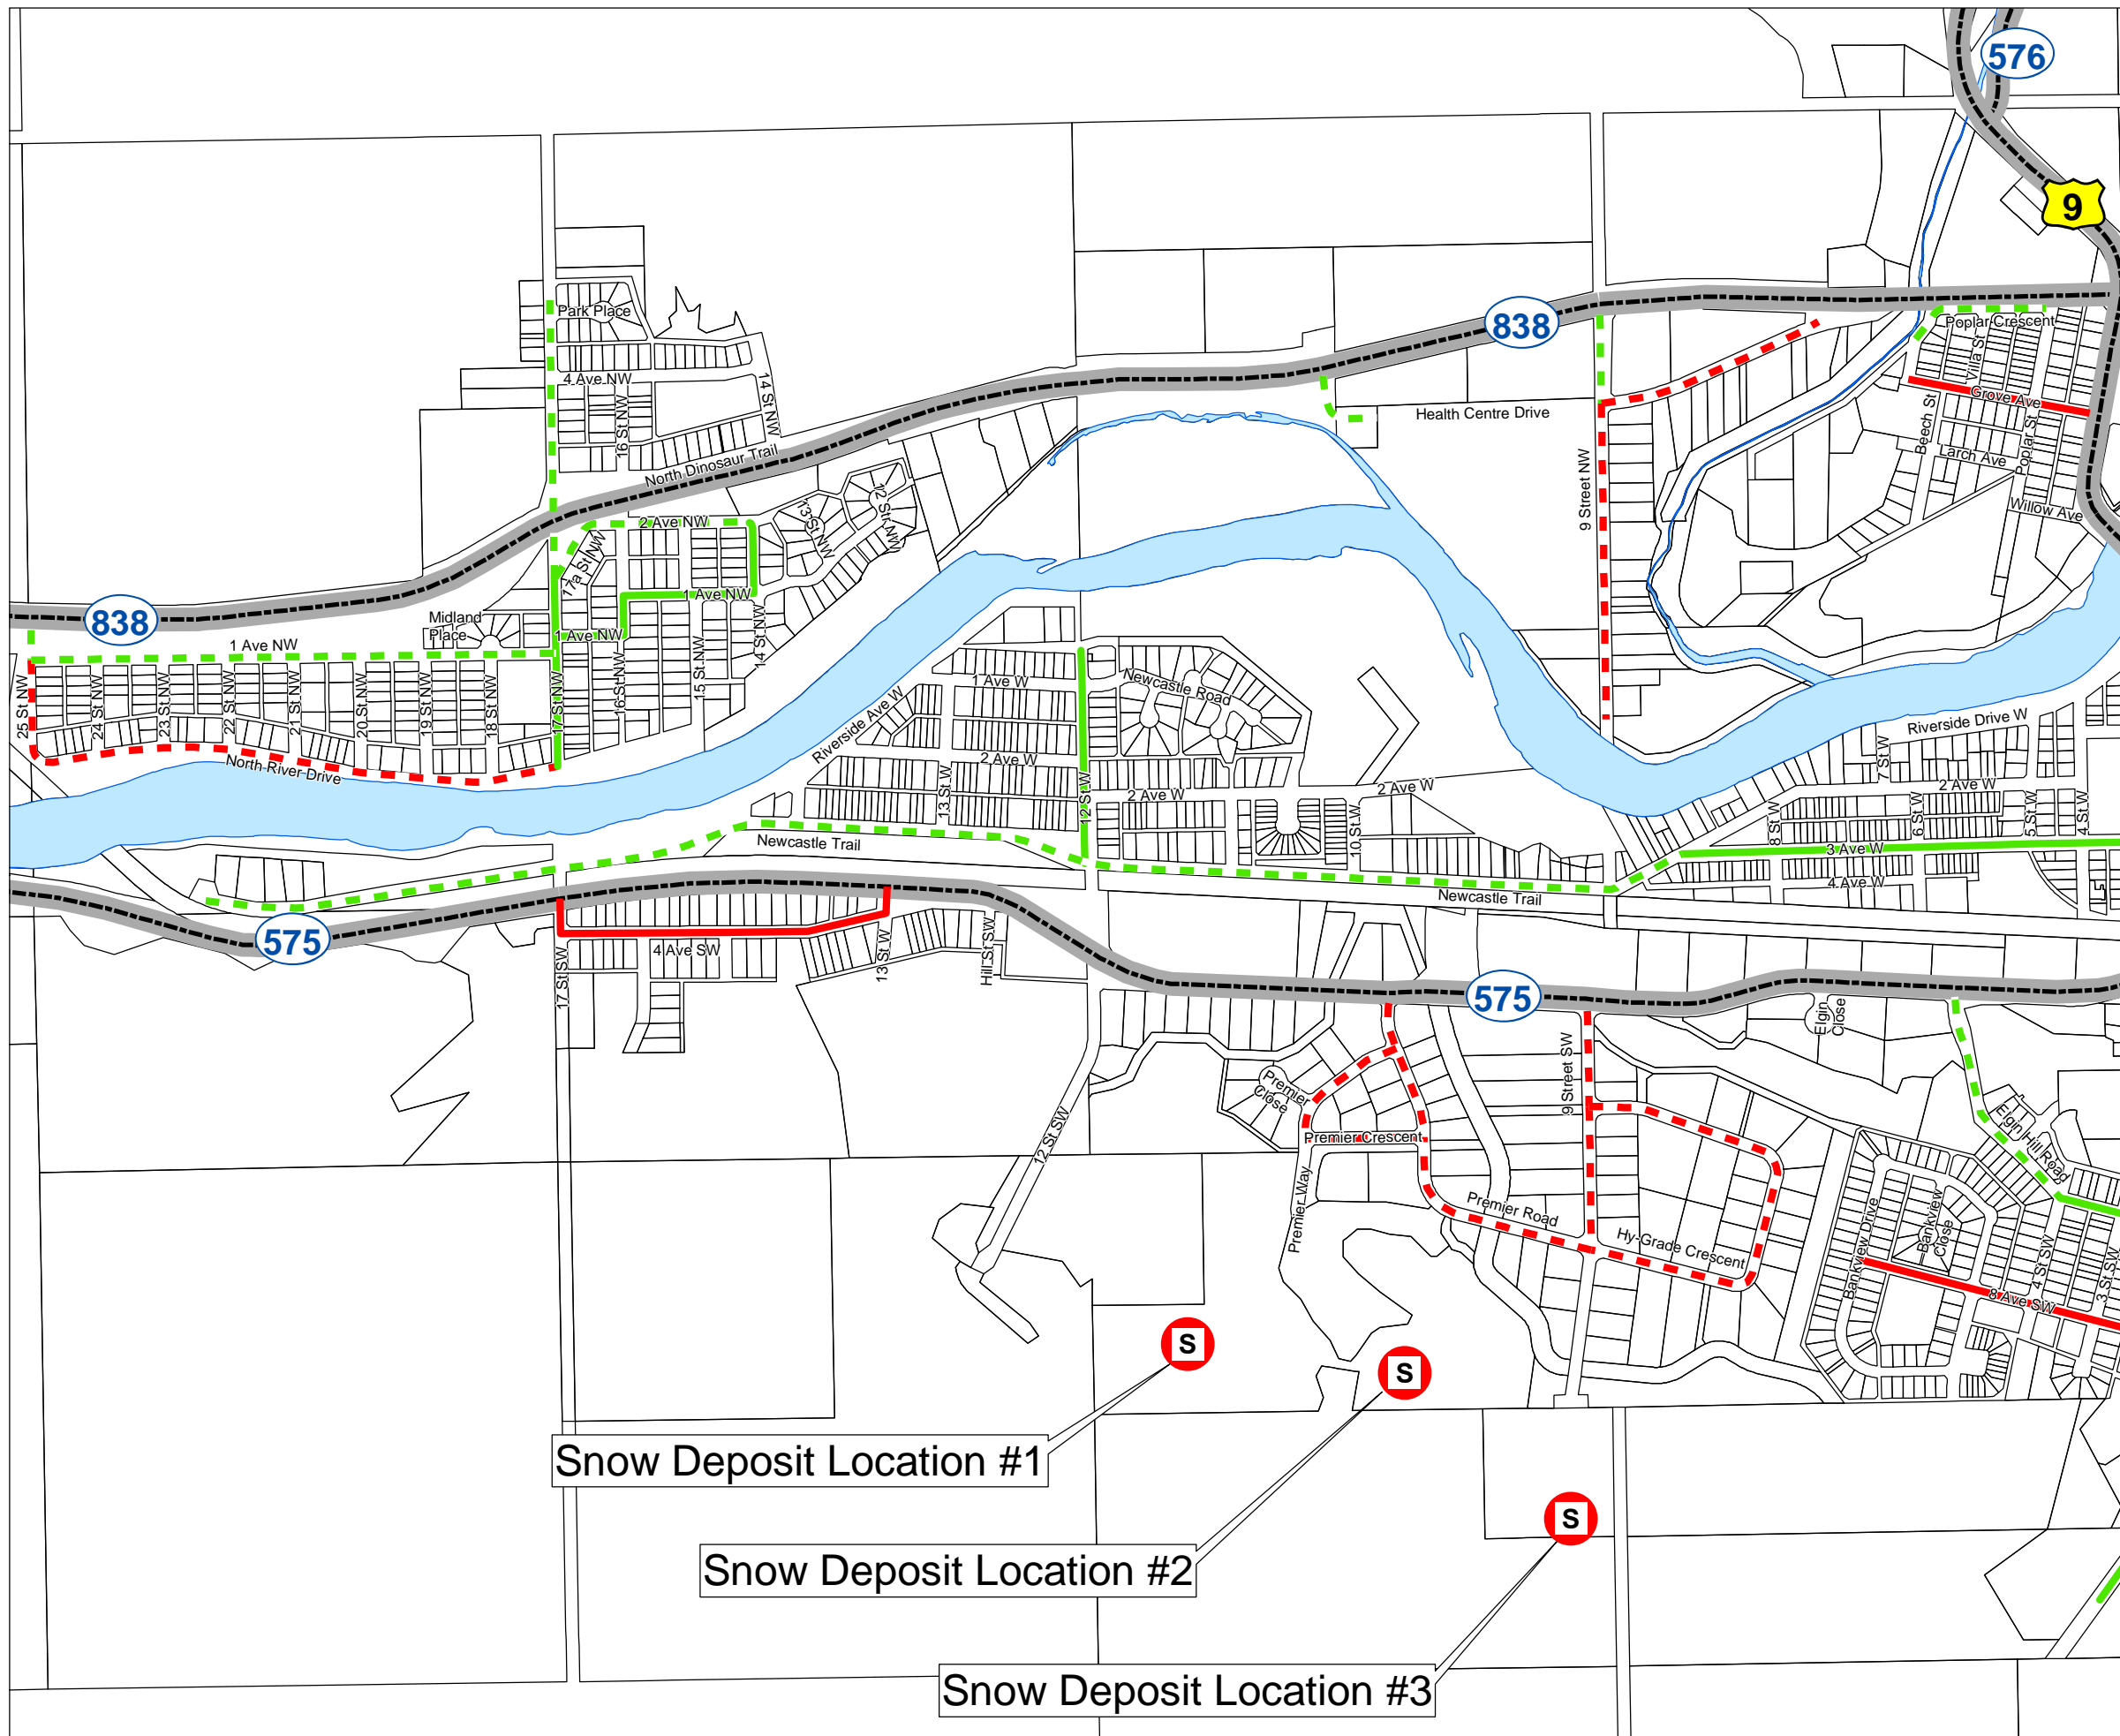 576
9
838
Park Place
4 Ave NW
16 St NW
14 St NW
North Dinosaur Trail
Health Centre Drive
9 Street NW
Poplar Crescent
Villa St
Grove Ave
Beech St
Poplar St
Larch Ave
Willow Ave
2 Ave NW
13 St NW
12 Str NW
17a St NW
1 Ave NW
1 Ave NW
838
Midland
Place
1 Ave NW
25 St NW
24 St NW
23 St NW
22 St NW
21 St NW
20 St NW
19 St NW
18 St NW
17 St NW
16 St NW
15 St NW
14 St NW
North River Drive
Riverside Ave W
1 Ave W
2 Ave W
13 St W
12 St W
Newcastle Road
2 Ave W
2 Ave W
10 St W
Riverside Drive W
7 St W
2 Ave W
8 St W
6 St W
5 St W
4 St W
3 Ave W
4 Ave W
Newcastle Trail
Newcastle Trail
575
4 Ave SW
17 St SW
13 St W
Hill St SW
575
Elgin
Close
9 Street SW
Premier
Close
Premier Crescent
12 St SW
Premier Way
Premier Road
Hy-Grade Crescent
Elgin Hill Road
Bankview Drive
Bankview
Close
4 St SW
3 St SW
8 Ave SW
S
S
S
Snow Deposit Location #1
Snow Deposit Location #2
Snow Deposit Location #3